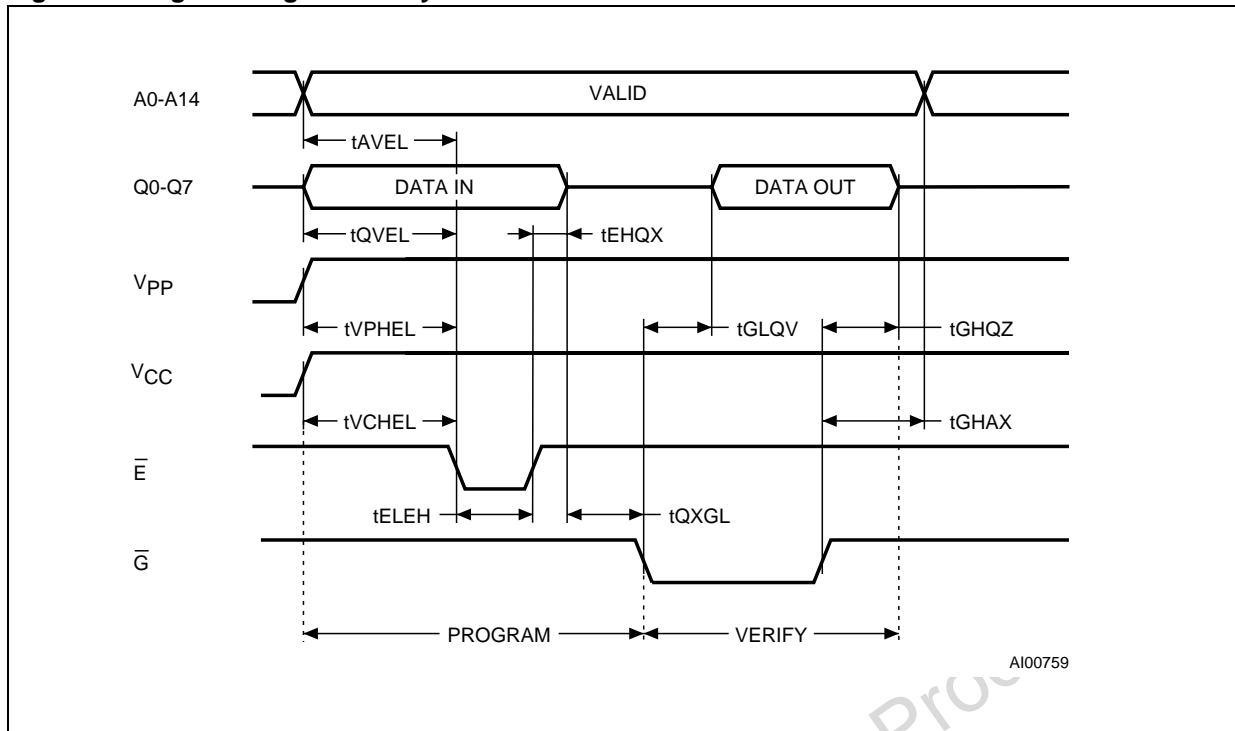 A0-A14
VALID
tAVEL
Q0-Q7
DATA IN
DATA OUT
tQVEL
tEHQX
VPP
tVPHEL
tGLQV
tGHQZ
VCC
tVCHEL
tGHAX
E
tELEH
tQXGL
G
PROGRAM
VERIFY
AI00759